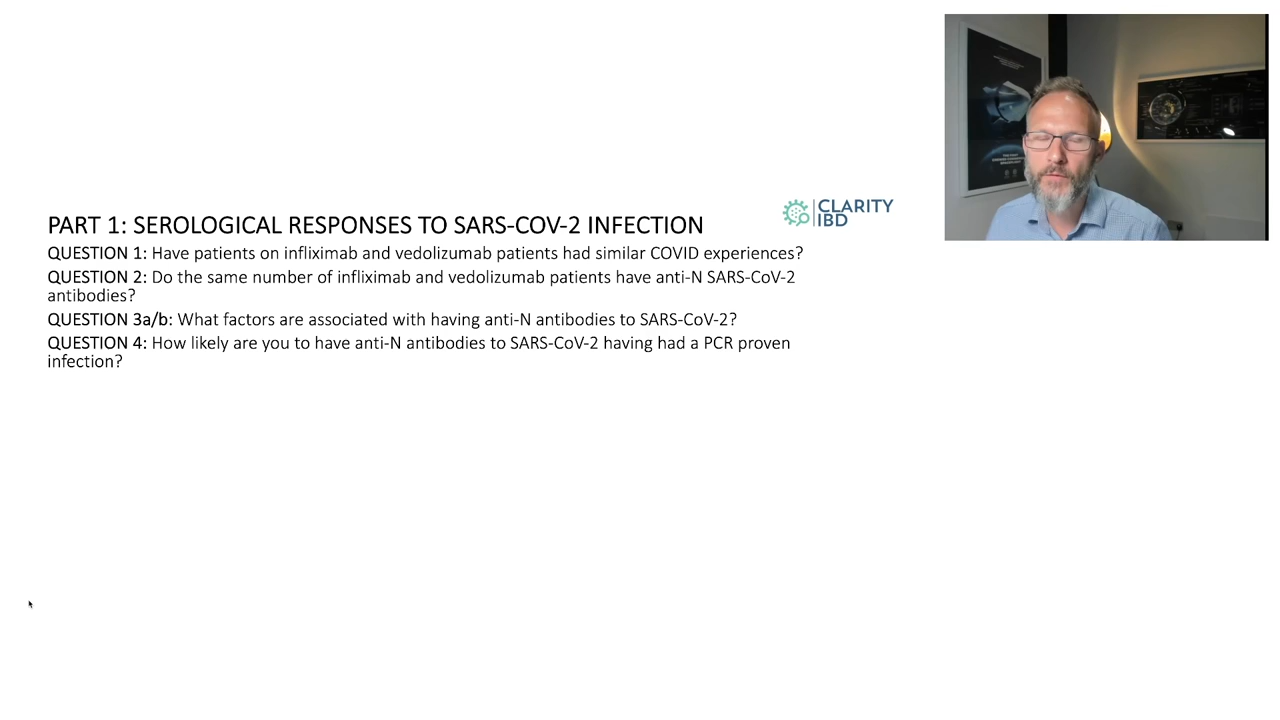 PART 1: SEROLOGICAL RESPONSES TO SARS-COV-2 INFECTION
CLARITY
IBD
QUESTION 1: Have patients on infliximab and vedolizumab patients had similar COVID experiences?
QUESTION 2: Do the same number of infliximab and vedolizumab patients have anti-N SARS-CoV-2
antibodies?
QUESTION 3a/b: What factors are associated with having anti-N antibodies to SARS-CoV-2?
QUESTION 4: How likely are you to have anti-N antibodies to SARS-CoV-2 having had a PCR proven
infection?